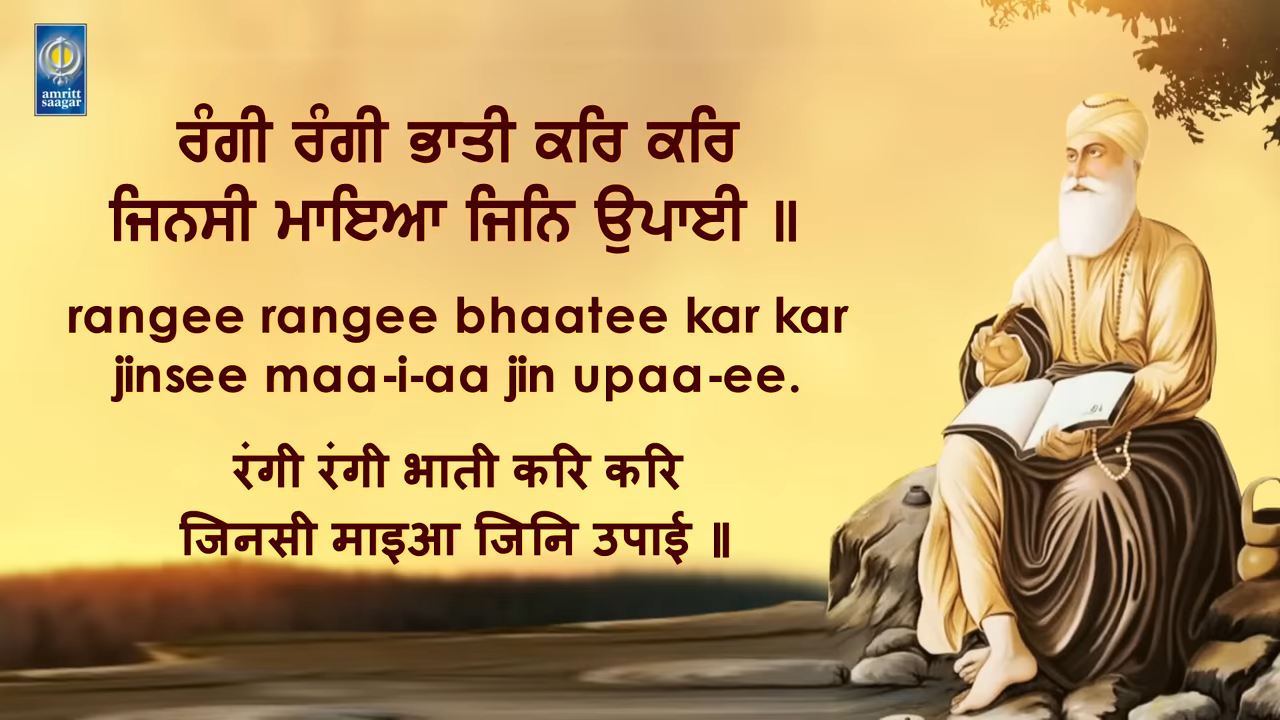 amritt
saagar
ਰੰਗੀ ਰੰਗੀ ਭਾਤੀ ਕਰਿ ਕਰਿ
ਜਿਨਸੀ ਮਾਇਆ ਜਿਨਿ ਉਪਾਈ ॥
rangee rangee bhaatee kar kar
jinsee maa-i-aa jin upaa-ee.
रंगी रंगी भाती करि करि
जिनसी माइआ जिनि उपाई ॥